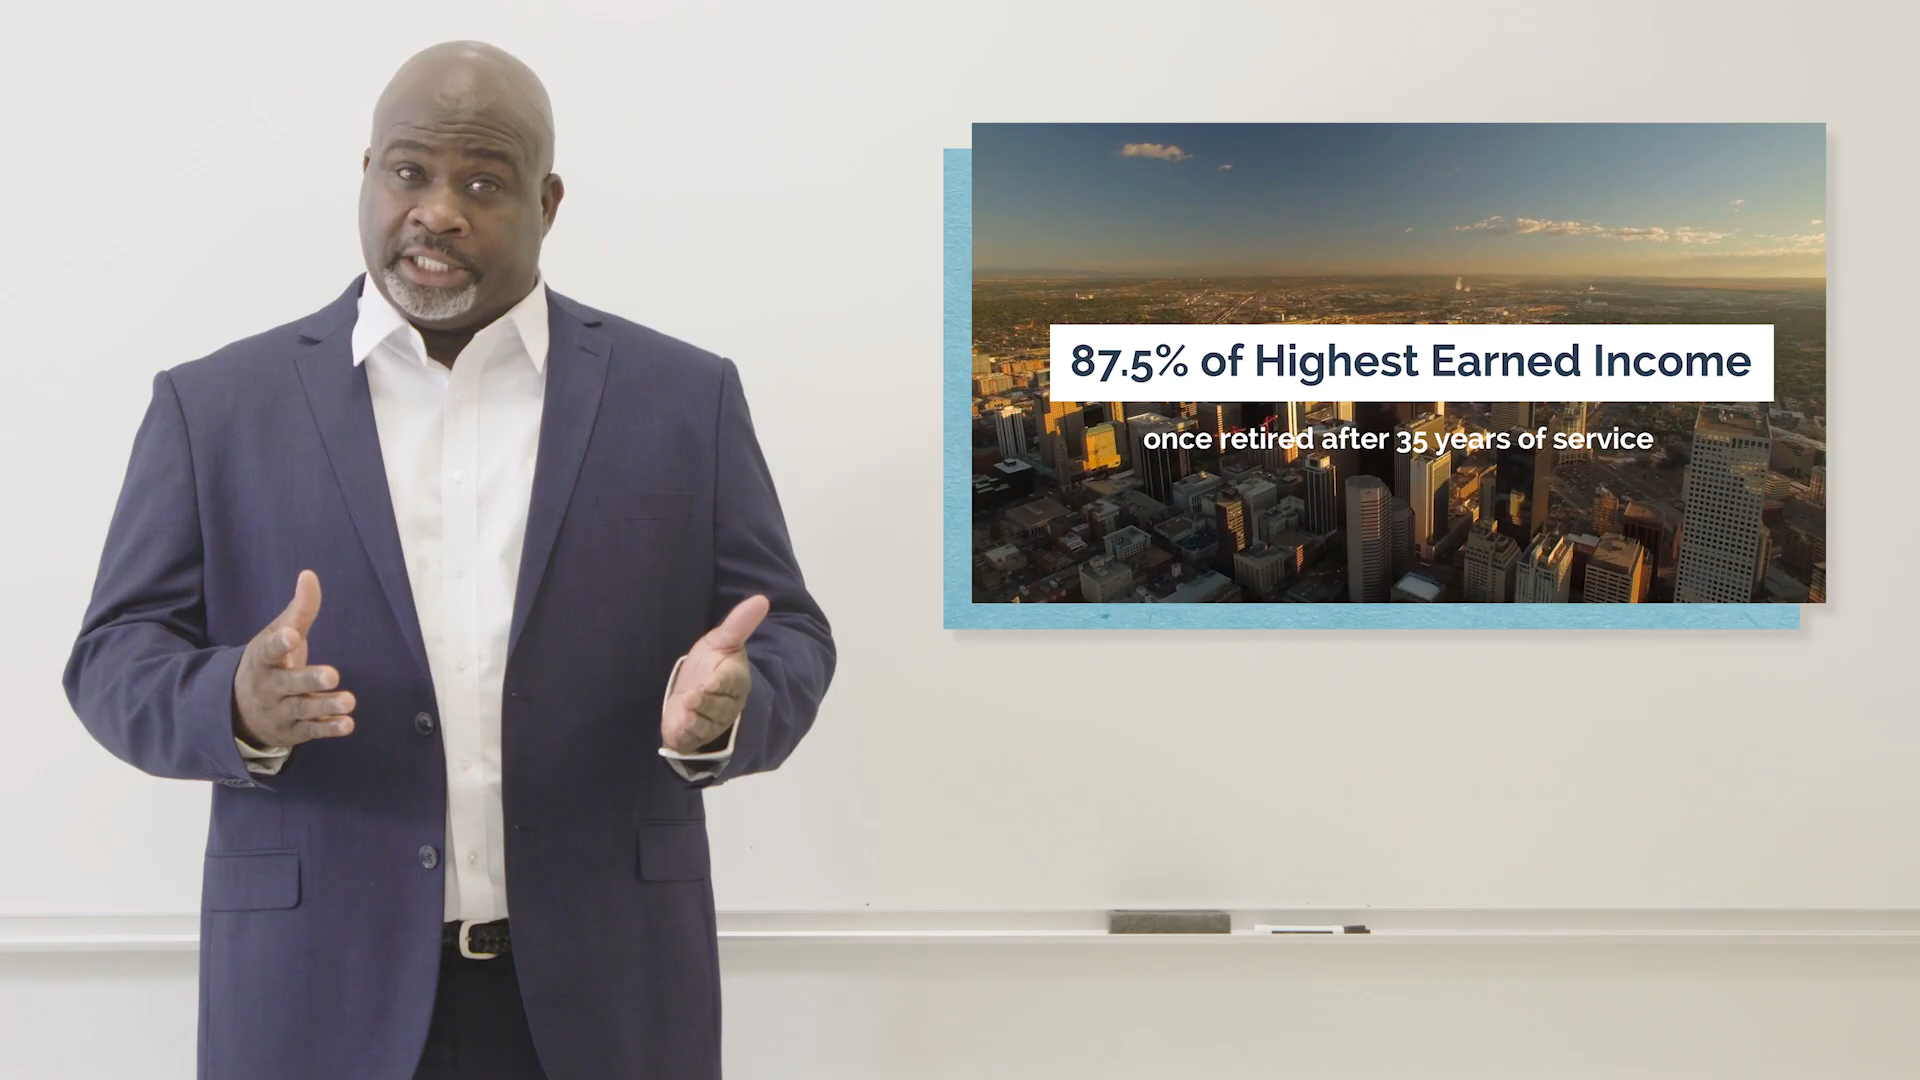 87.5% of Highest Earned Income
once retired after 35 years of service